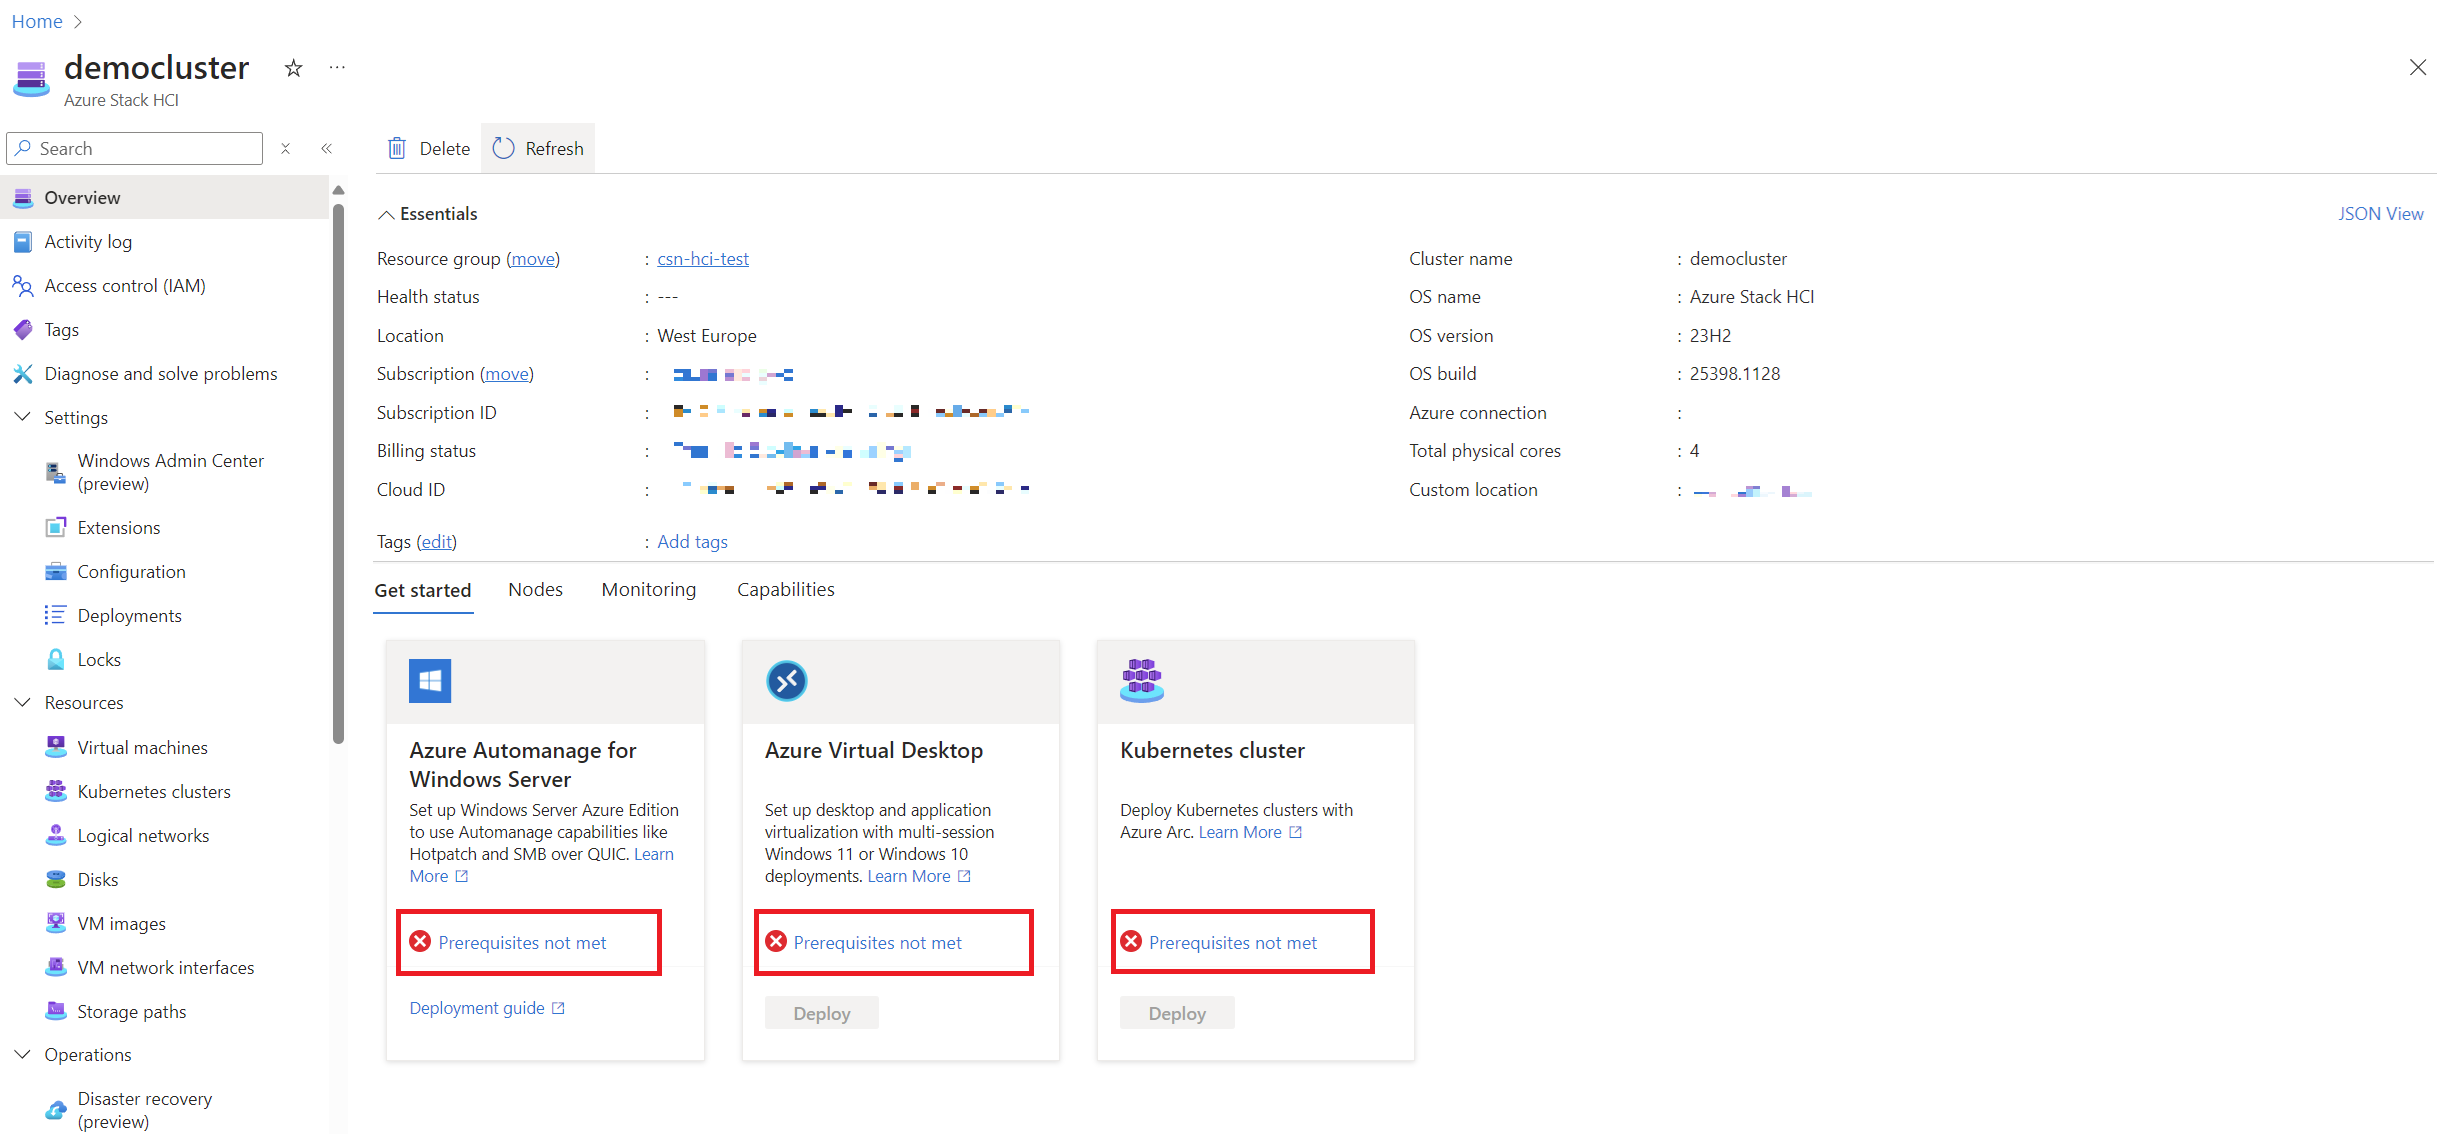 Home
democluster
Azure Stack HCI
Search
Delete
Refresh
Overview
Activity log
Access control (IAM)
Tags
Diagnose and solve problems
Settings
Windows Admin Center
(preview)
Extensions
Configuration
Deployments
Locks
Resources
Virtual machines
Kubernetes clusters
Logical networks
Disks
VM images
VM network interfaces
Storage paths
Operations
Disaster recovery
(preview)
Essentials
JSON View
Resource group (move) : csn-hci-test
Health status : ---
Location : West Europe
Subscription (move) :
Subscription ID :
Billing status :
Cloud ID :
Tags (edit) : Add tags
Cluster name : democluster
OS name : Azure Stack HCI
OS version : 23H2
OS build : 25398.1128
Azure connection :
Total physical cores : 4
Custom location :
Get started Nodes Monitoring Capabilities
Azure Automanage for
Windows Server
Set up Windows Server Azure Edition
to use Automanage capabilities like
Hotpatch and SMB over QUIC. Learn
More
Prerequisites not met
Deployment guide
Azure Virtual Desktop
Set up desktop and application
virtualization with multi-session
Windows 11 or Windows 10
deployments. Learn More
Prerequisites not met
Deploy
Kubernetes cluster
Deploy Kubernetes clusters with
Azure Arc. Learn More
Prerequisites not met
Deploy